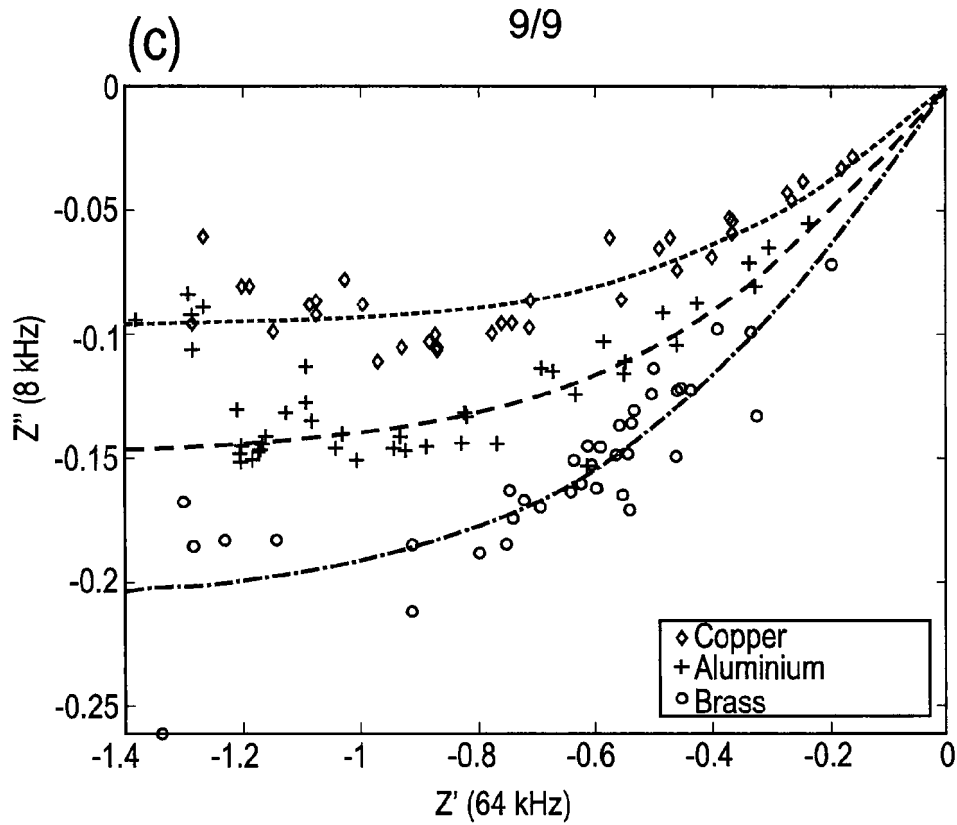 (c)
9/9
0
-0.05
-0.1
-0.15
-0.2
-0.25
Z" (8 kHz)
-1.4 -1.2 -1 -0.8 -0.6 -0.4 -0.2 0
Z' (64 kHz)
Copper
Aluminium
Brass